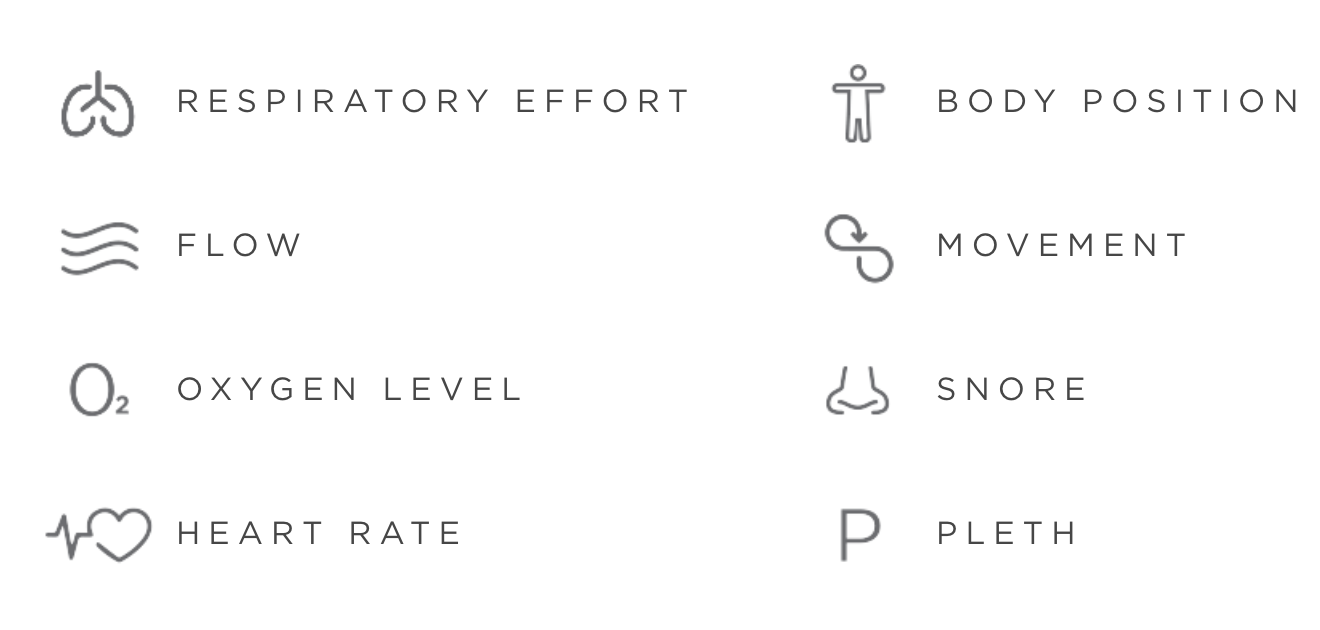 RESPIRATORY EFFORT
FLOW
O2 OXYGEN LEVEL
HEART RATE
BODY POSITION
MOVEMENT
SNORE
P PLETH